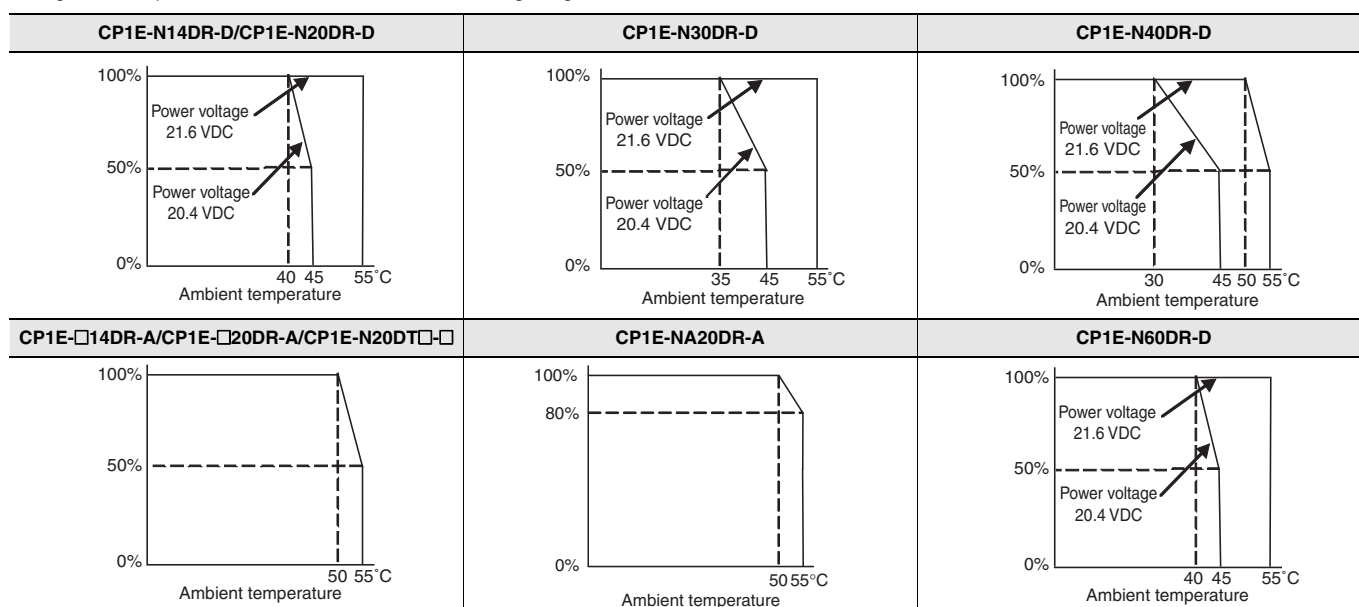 CP1E-N14DR-D/CP1E-N20DR-D
100%
Power voltage
21.6 VDC
50%
Power voltage
20.4 VDC
0%
40 45 55˚C
Ambient temperature
CP1E-N30DR-D
100%
Power voltage
21.6 VDC
50%
Power voltage
20.4 VDC
0%
35 45 55˚C
Ambient temperature
CP1E-N40DR-D
100%
Power voltage
21.6 VDC
50%
Power voltage
20.4 VDC
0%
30 45 50 55˚C
Ambient temperature
CP1E-□14DR-A/CP1E-□20DR-A/CP1E-N20DT□-□
100%
50%
0%
50 55˚C
Ambient temperature
CP1E-NA20DR-A
100%
80%
0%
50 55°C
Ambient temperature
CP1E-N60DR-D
100%
Power voltage
21.6 VDC
50%
Power voltage
20.4 VDC
0%
40 45 55˚C
Ambient temperature